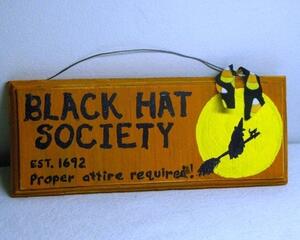 BLACK HAT
SOCIETY
EST. 1692
Proper attire required!